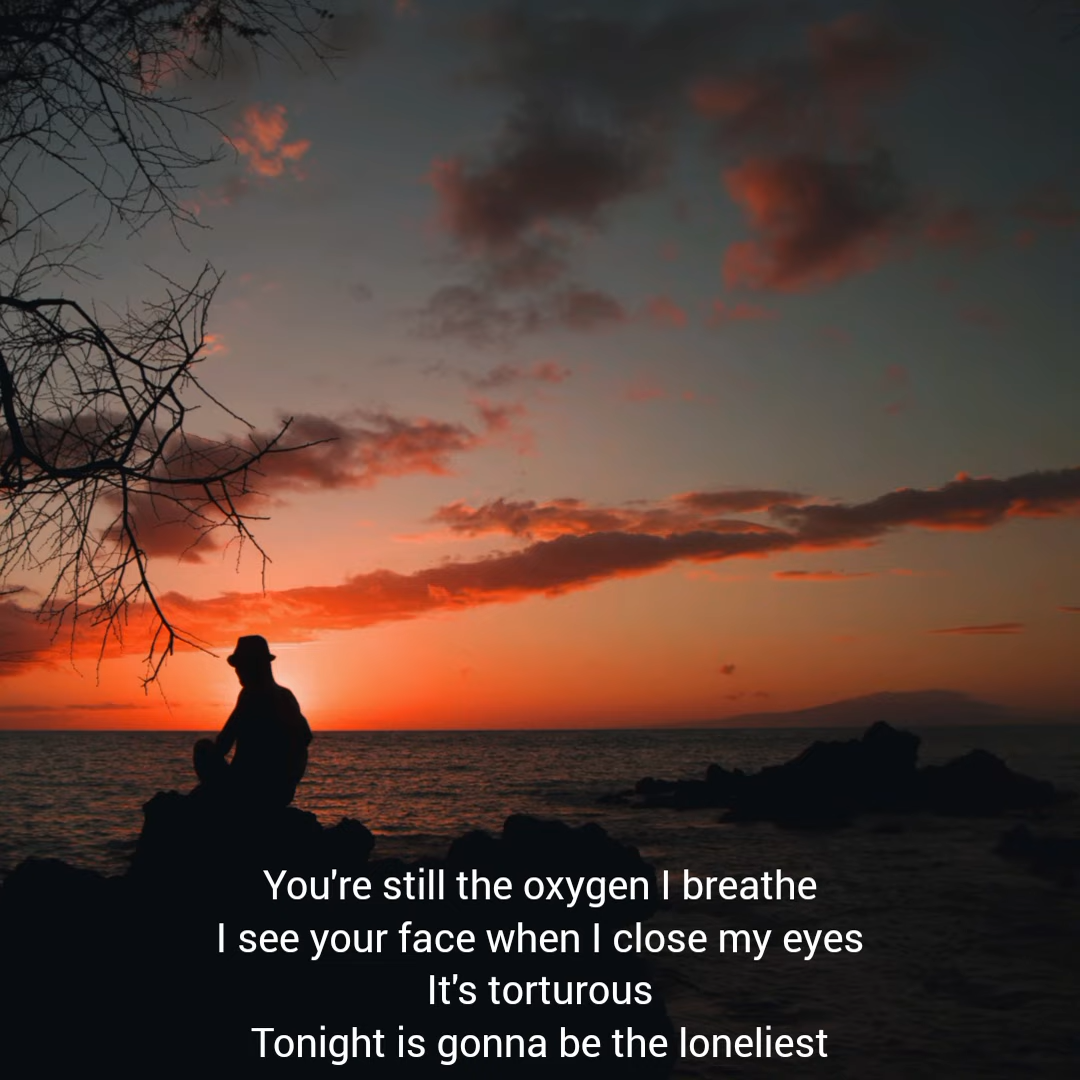 You're still the oxygen I breathe
I see your face when I close my eyes
It's torturous
Tonight is gonna be the loneliest